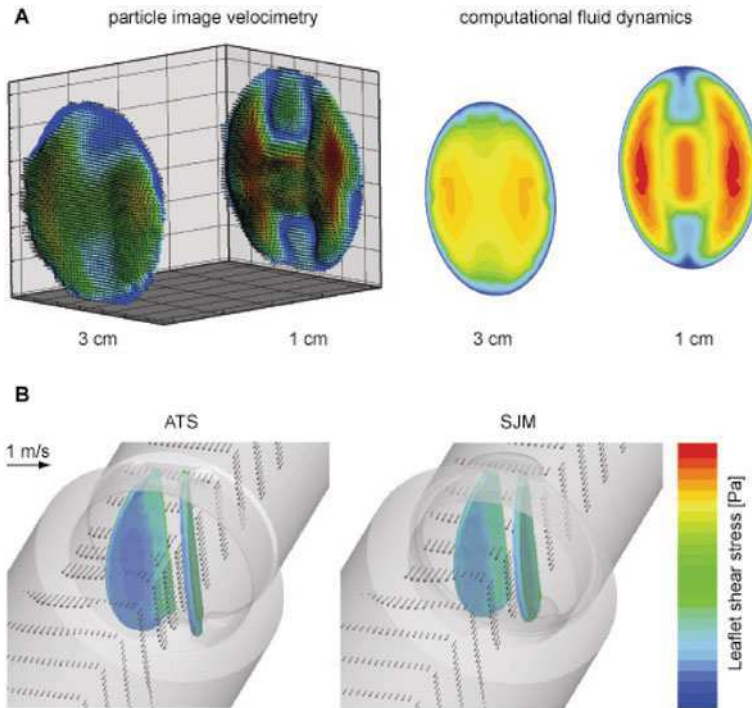 A
particle image velocimetry
computational fluid dynamics
3 cm
1 cm
3 cm
1 cm
B
ATS
SJM
1 m/s
Leaflet shear stress [Pa]